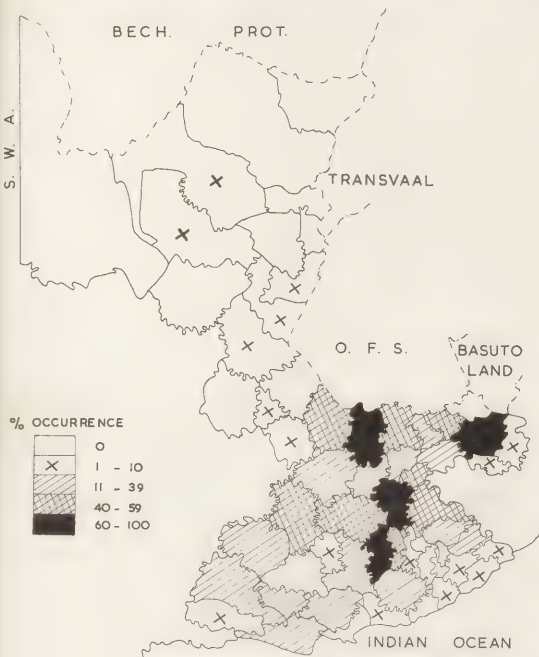 BECH. PROT.
S. W. A.
TRANSVAAL
O. F. S.
BASUTO
LAND
% OCCURRENCE
0
X 1 - 10
11 - 39
40 - 59
60 - 100
INDIAN OCEAN